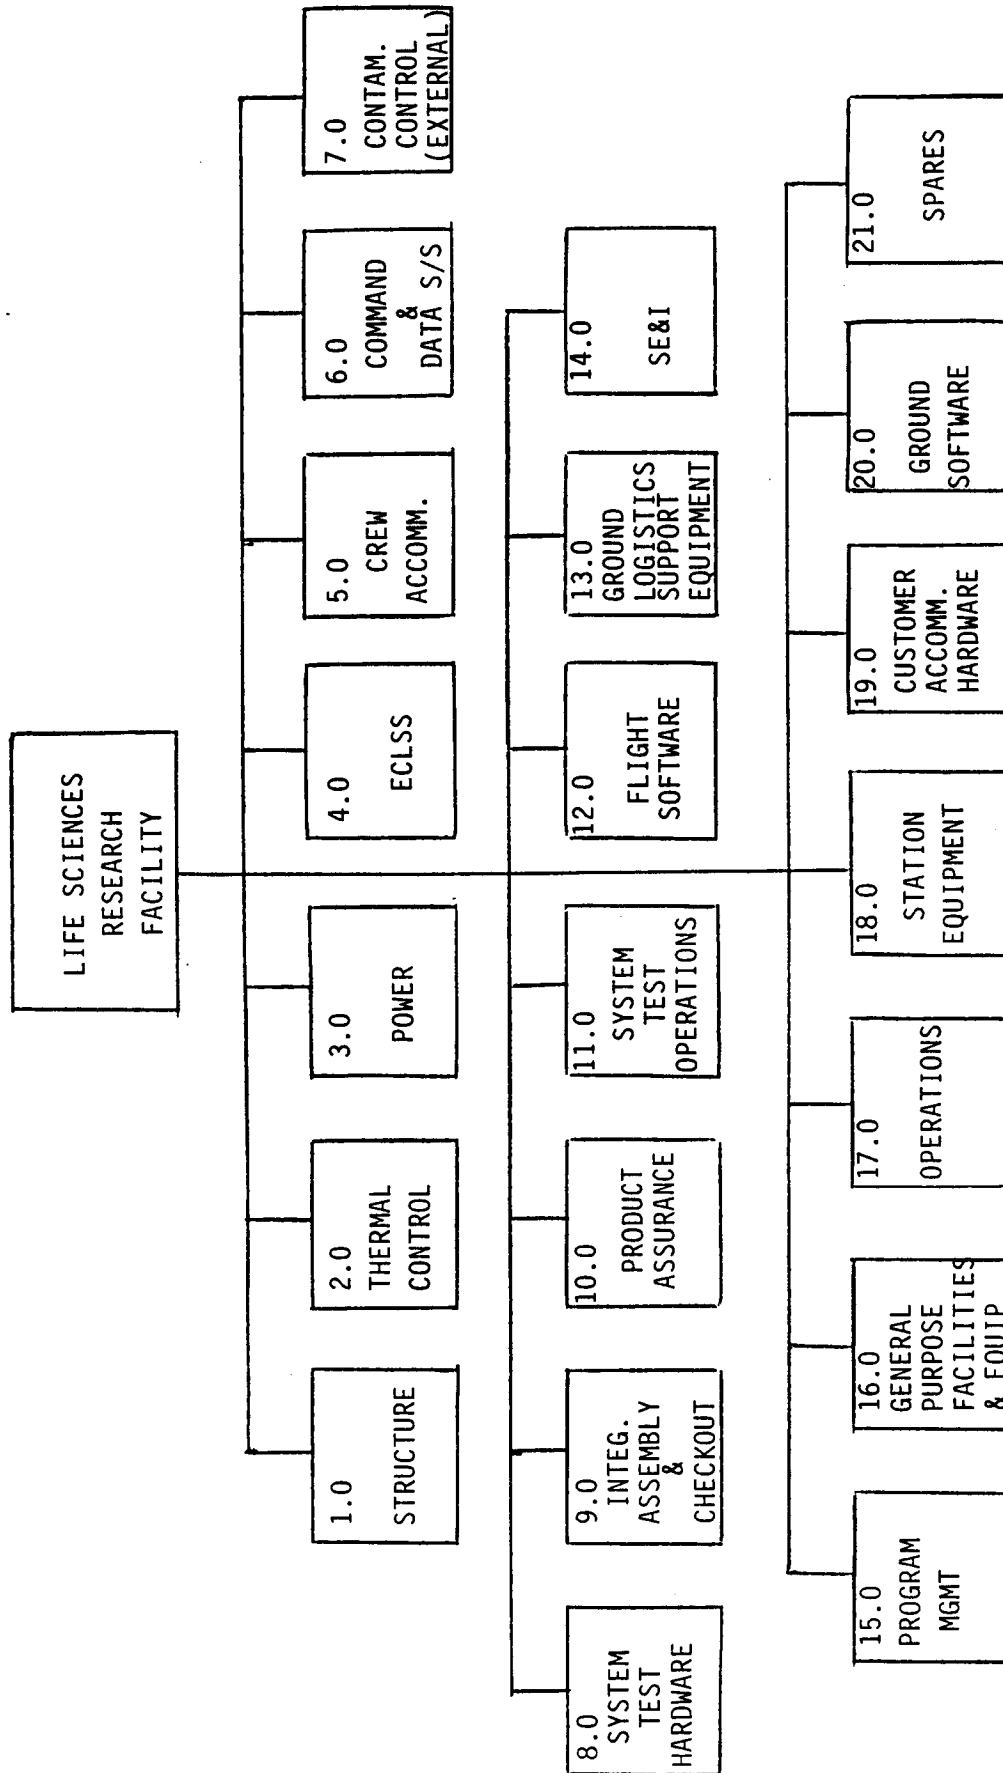 LIFE SCIENCES
RESEARCH
FACILITY
1.0
STRUCTURE
2.0
THERMAL
CONTROL
3.0
POWER
4.0
ECLSS
5.0
CREW
ACCOMM.
6.0
COMMAND
&
DATA S/S
7.0
CONTAM.
CONTROL
(EXTERNAL)
8.0
SYSTEM
TEST
HARDWARE
9.0
INTEG.
ASSEMBLY
&
CHECKOUT
10.0
PRODUCT
ASSURANCE
11.0
SYSTEM
TEST
OPERATIONS
12.0
FLIGHT
SOFTWARE
13.0
GROUND
LOGISTICS
SUPPORT
EQUIPMENT
14.0
SE&I
15.0
PROGRAM
MGMT
16.0
GENERAL
PURPOSE
FACILITIES
& EQUIP
17.0
OPERATIONS
18.0
STATION
EQUIPMENT
19.0
CUSTOMER
ACCOMM.
HARDWARE
20.0
GROUND
SOFTWARE
21.0
SPARES